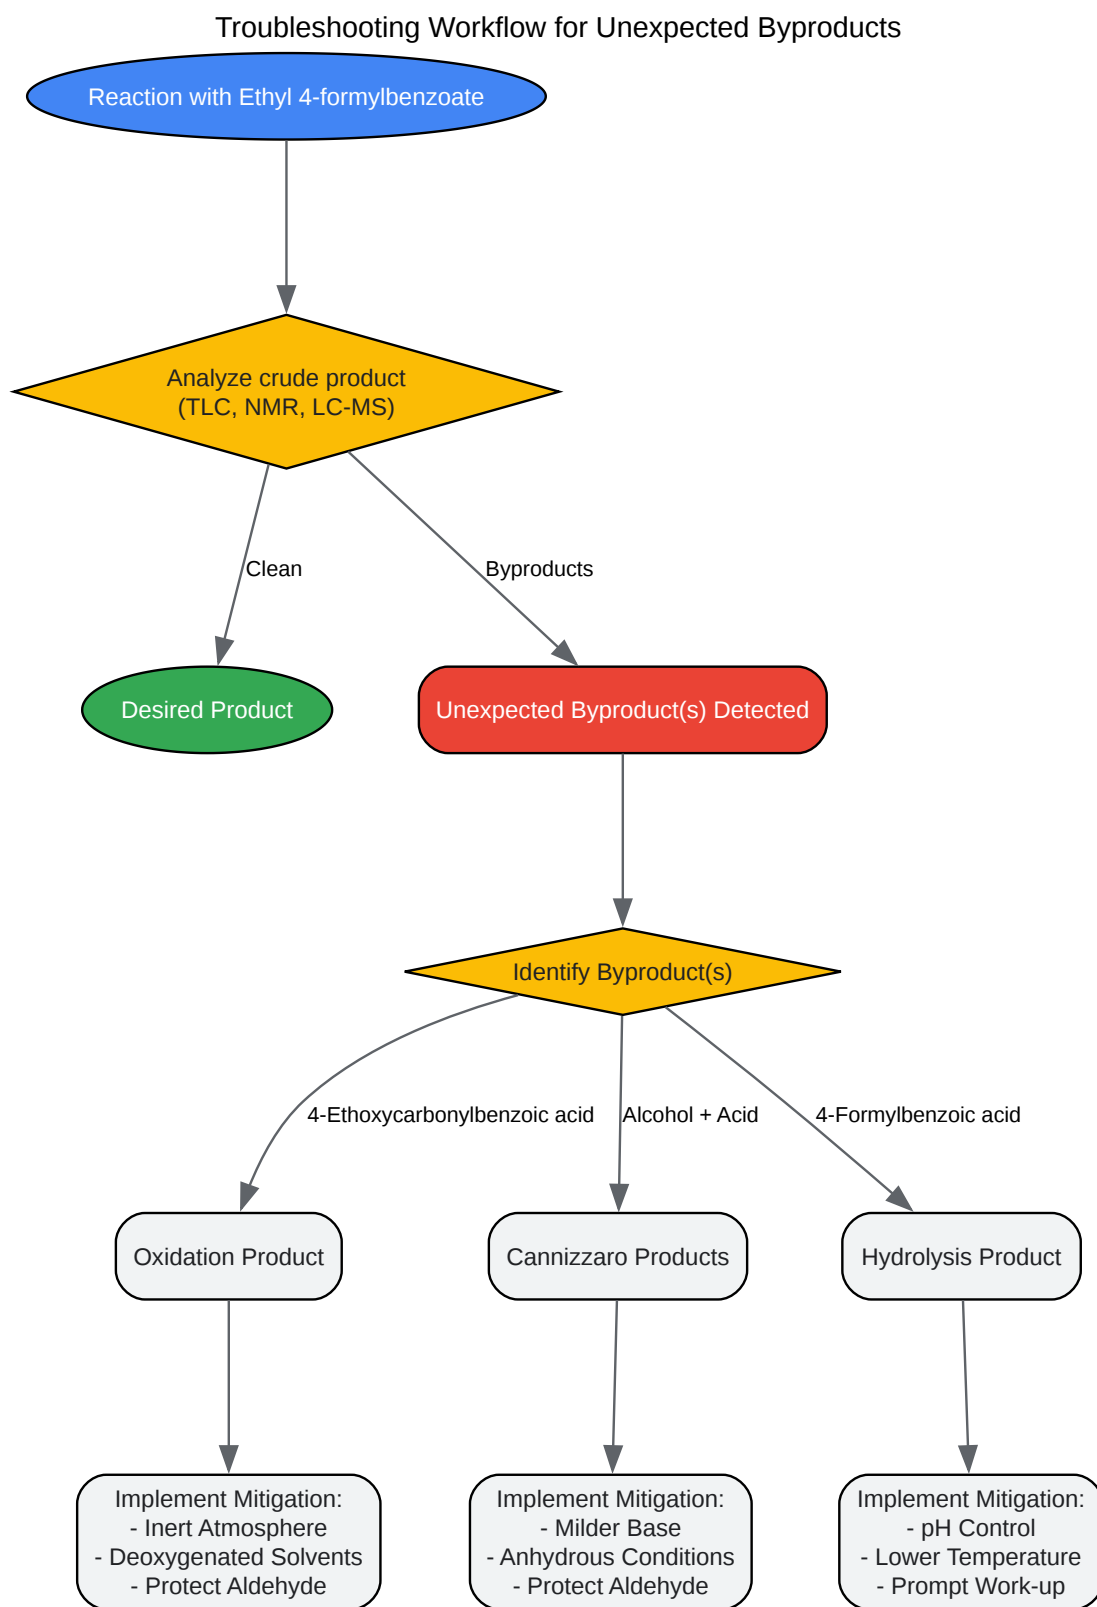 Troubleshooting Workflow for Unexpected Byproducts
Reaction with Ethyl 4-formylbenzoate
Analyze crude product
(TLC, NMR, LC-MS)
Clean
Byproducts
Desired Product
Unexpected Byproduct(s) Detected
Identify Byproduct(s)
4-Ethoxycarbonylbenzoic acid
Alcohol + Acid
4-Formylbenzoic acid
Oxidation Product
Cannizzaro Products
Hydrolysis Product
Implement Mitigation:
- Inert Atmosphere
- Deoxygenated Solvents
- Protect Aldehyde
Implement Mitigation:
- Milder Base
- Anhydrous Conditions
- Protect Aldehyde
Implement Mitigation:
- pH Control
- Lower Temperature
- Prompt Work-up